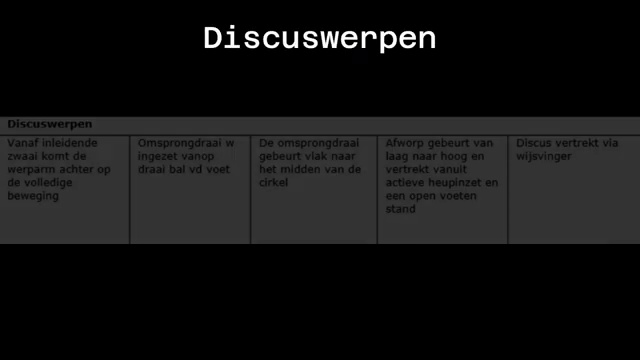 Discuswerpen
Discuswerpen
Vanaf inleidende
zwaai komt de
werparm achter op
de volledige
beweging
Omsprongdraai w
ingezet vanop
draai bal vd voet
De omsprongdraai
gebeurt vlak naar
het midden van de
cirkel
Afworp gebeurt van
laag naar hoog en
vertrekt vanuit
actieve heupinzet en
een open voeten
stand
Discus vertrekt via
wijsvinger